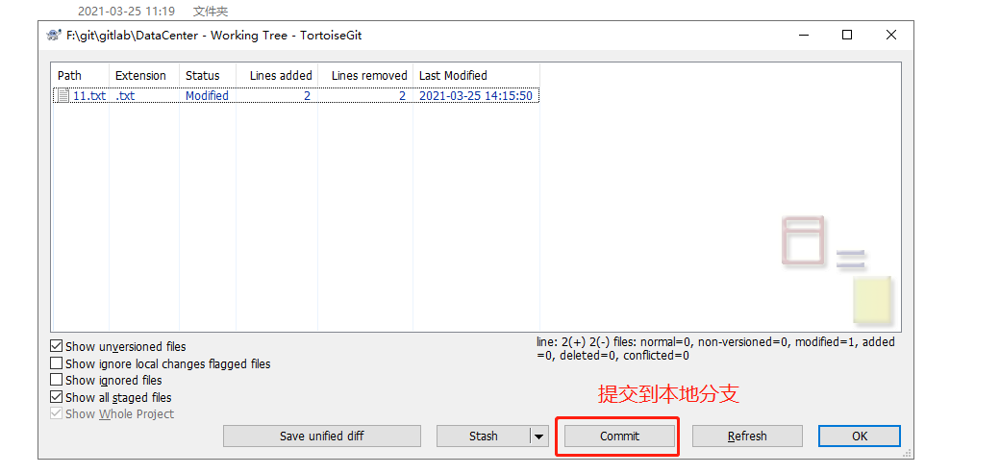 2021-03-25 11:19 文件夹
F:\git\gitlab\DataCenter - Working Tree - TortoiseGit
Path Extension Status Lines added Lines removed Last Modified
11.txt .txt Modified 2 2 2021-03-25 14:15:50
Show unversioned files
line: 2(+) 2(-) files: normal=0, non-versioned=0, modified=1, added
=0, deleted=0, conflicted=0
Show ignore local changes flagged files
Show ignored files
Show all staged files
提交到本地分支
Show Whole Project
Save unified diff Stash Commit Refresh OK